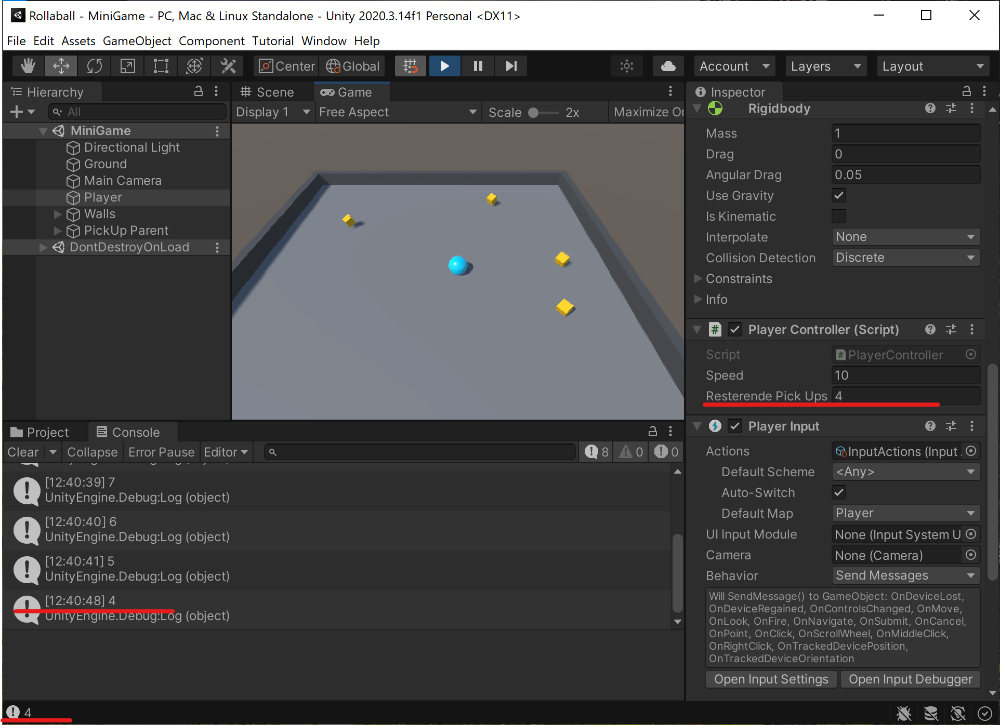 Rollaball - MiniGame - PC, Mac & Linux Standalone - Unity 2020.3.14f1 Personal <DX11>
File Edit Assets GameObject Component Tutorial Window Help
Center Global Account Layers Layout
Hierarchy
All
MiniGame
Directional Light
Ground
Main Camera
Player
Walls
PickUp Parent
DontDestroyOnLoad
Scene Game
Display 1 Free Aspect Scale 2x Maximize On
Inspector
Rigidbody
Mass 1
Drag 0
Angular Drag 0.05
Use Gravity
Is Kinematic
Interpolate None
Collision Detection Discrete
Constraints
Info
Player Controller (Script)
Script # PlayerController
Speed 10
Resterende Pick Ups 4
Player Input
Actions InputActions (Input
Default Scheme <Any>
Auto-Switch
Default Map Player
UI Input Module None (Input System U
Camera None (Camera)
Behavior Send Messages
Will SendMessage() to GameObject: OnDeviceLost,
OnDeviceRegained, OnControlsChanged, OnMove,
OnLook, OnFire, OnNavigate, OnSubmit, OnCancel,
OnPoint, OnClick, OnScrollWheel, OnMiddleClick,
OnRightClick, OnTrackedDevicePosition,
OnTrackedDeviceOrientation
Open Input Settings Open Input Debugger
Project Console
Clear Collapse Error Pause Editor 8 0 0
[12:40:39] 7
UnityEngine.Debug:Log (object)
[12:40:40] 6
UnityEngine.Debug:Log (object)
[12:40:41] 5
UnityEngine.Debug:Log (object)
[12:40:48] 4
UnityEngine.Debug:Log (object)
4